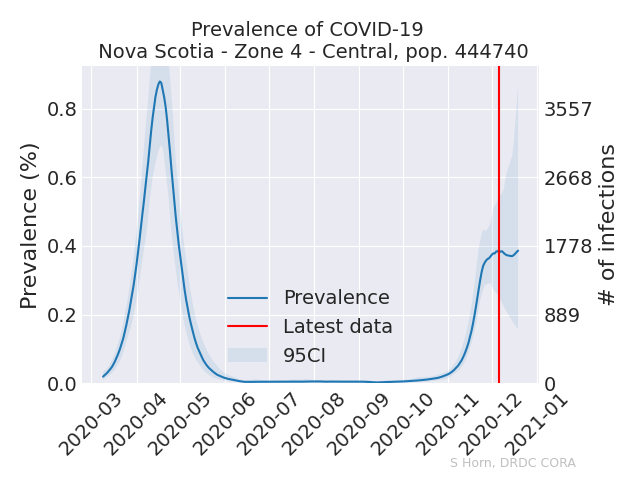 Prevalence of COVID-19
Nova Scotia - Zone 4 - Central, pop. 444740
Prevalence (%)
0.8
0.6
0.4
0.2
0.0
3557
2668
1778
889
0
# of infections
Prevalence
Latest data
95CI
2020-03
2020-04
2020-05
2020-06
2020-07
2020-08
2020-09
2020-10
2020-11
2020-12
2021-01
S Horn, DRDC CORA